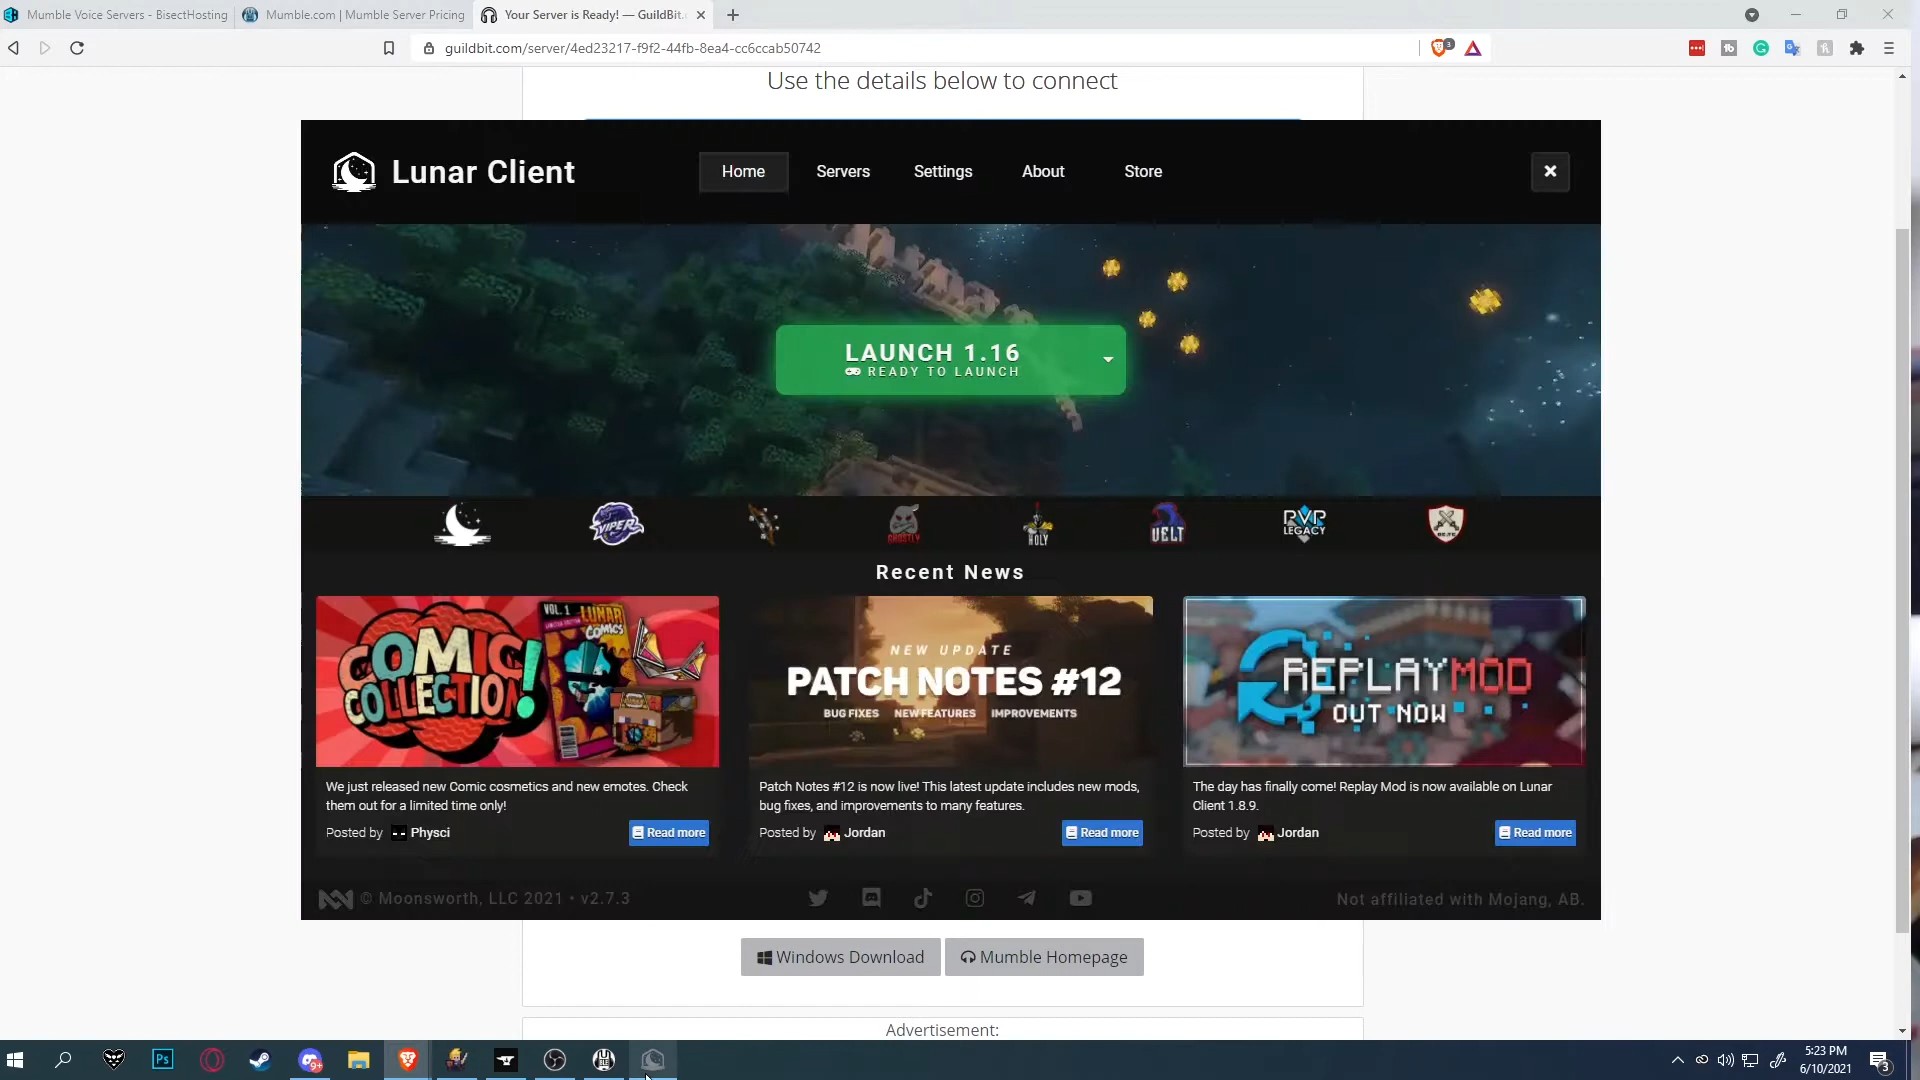 Mumble Voice Servers - BisectHosting
Mumble.com | Mumble Server Pricing
Your Server is Ready! — GuildBit.
guildbit.com/server/4ed23217-f9f2-44fb-8ea4-cc6ccab50742
3
Use the details below to connect
Lunar Client
Home
Servers
Settings
About
Store
LAUNCH 1.16
READY TO LAUNCH
VIPER
GHOSTLY
HOLY
VELT
PVP
LEGACY
Recent News
COMIC
COLLECTION!
VOL. 1
LUNAR
COMICS
NEW UPDATE
PATCH NOTES #12
BUG FIXES NEW FEATURES IMPROVEMENTS
REPLAYMOD
OUT NOW
We just released new Comic cosmetics and new emotes. Check
them out for a limited time only!
Posted by Physci
Read more
Patch Notes #12 is now live! This latest update includes new mods,
bug fixes, and improvements to many features.
Posted by Jordan
Read more
The day has finally come! Replay Mod is now available on Lunar
Client 1.8.9.
Posted by Jordan
Read more
© Moonsworth, LLC 2021 • v2.7.3
Not affiliated with Mojang, AB.
Windows Download
Mumble Homepage
Advertisement:
Ps
9+
5:23 PM
6/10/2021
3